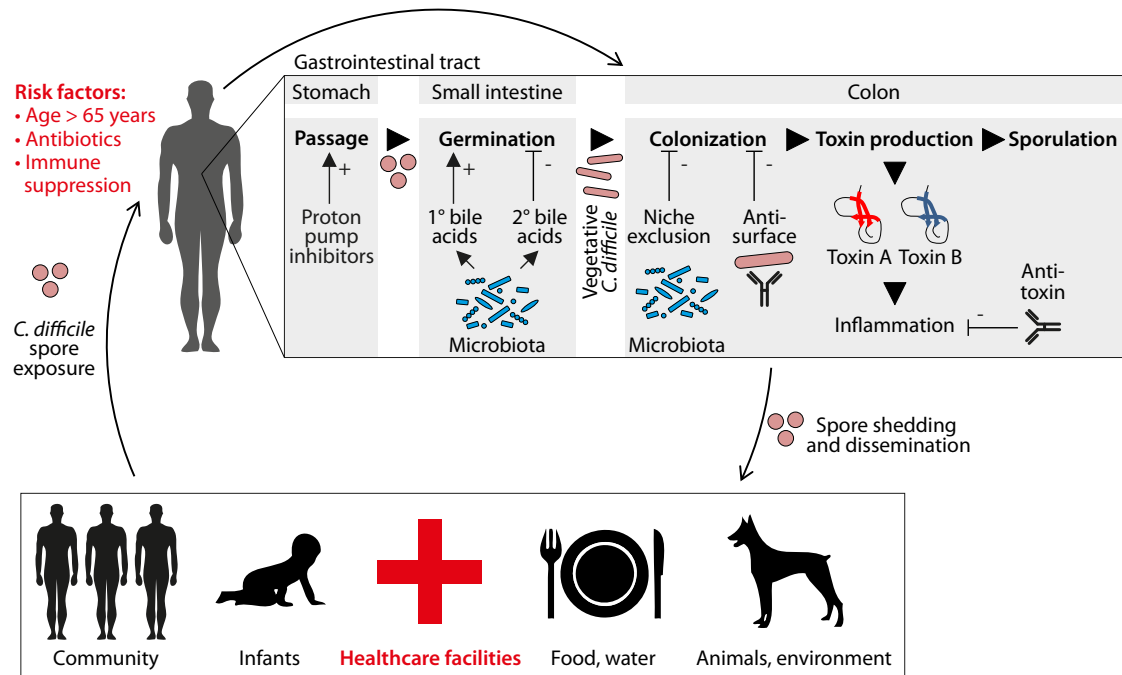 Gastrointestinal tract
Risk factors:
• Age > 65 years
• Antibiotics
• Immune
suppression
Stomach
Small intestine
Colon
Passage
Germination
Colonization
Toxin production
Sporulation
+
+
-
-
-
Proton
pump
inhibitors
1° bile
acids
2° bile
acids
Microbiota
Vegetative
C. difficile
Niche
exclusion
Anti-
surface
Microbiota
Toxin A
Toxin B
Inflammation
-
Anti-
toxin
C. difficile
spore
exposure
Spore shedding
and dissemination
Community
Infants
Healthcare facilities
Food, water
Animals, environment